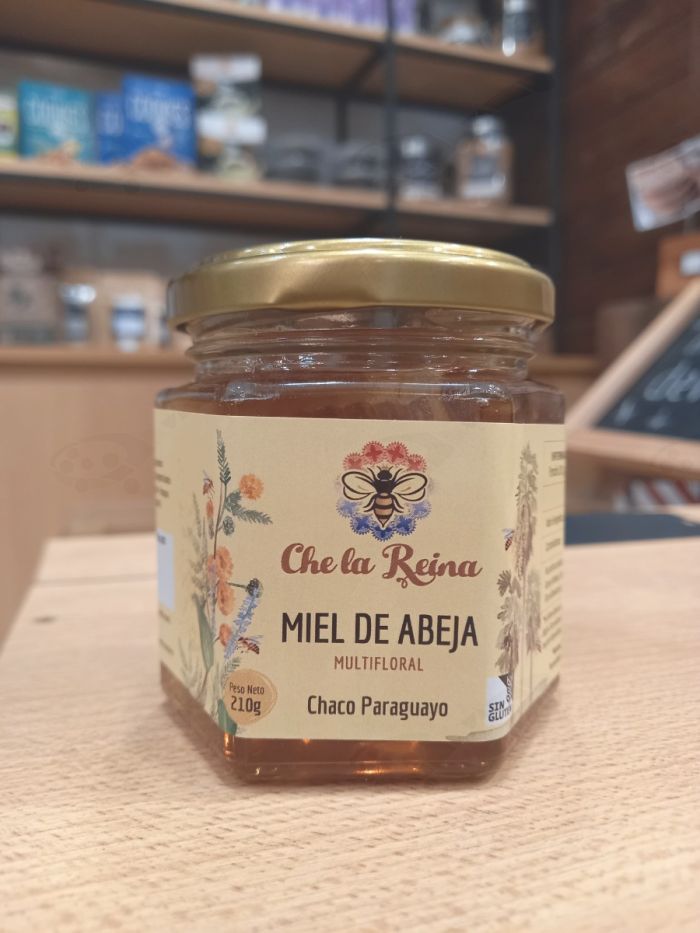 Che la Reina
MIEL DE ABEJA
MULTIFLORAL
Peso Neto
210g
Chaco Paraguayo
SIN
GLUTEN